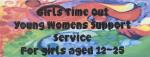 Girls Time Out
Young Womens Support
Service
For girls aged 12-25